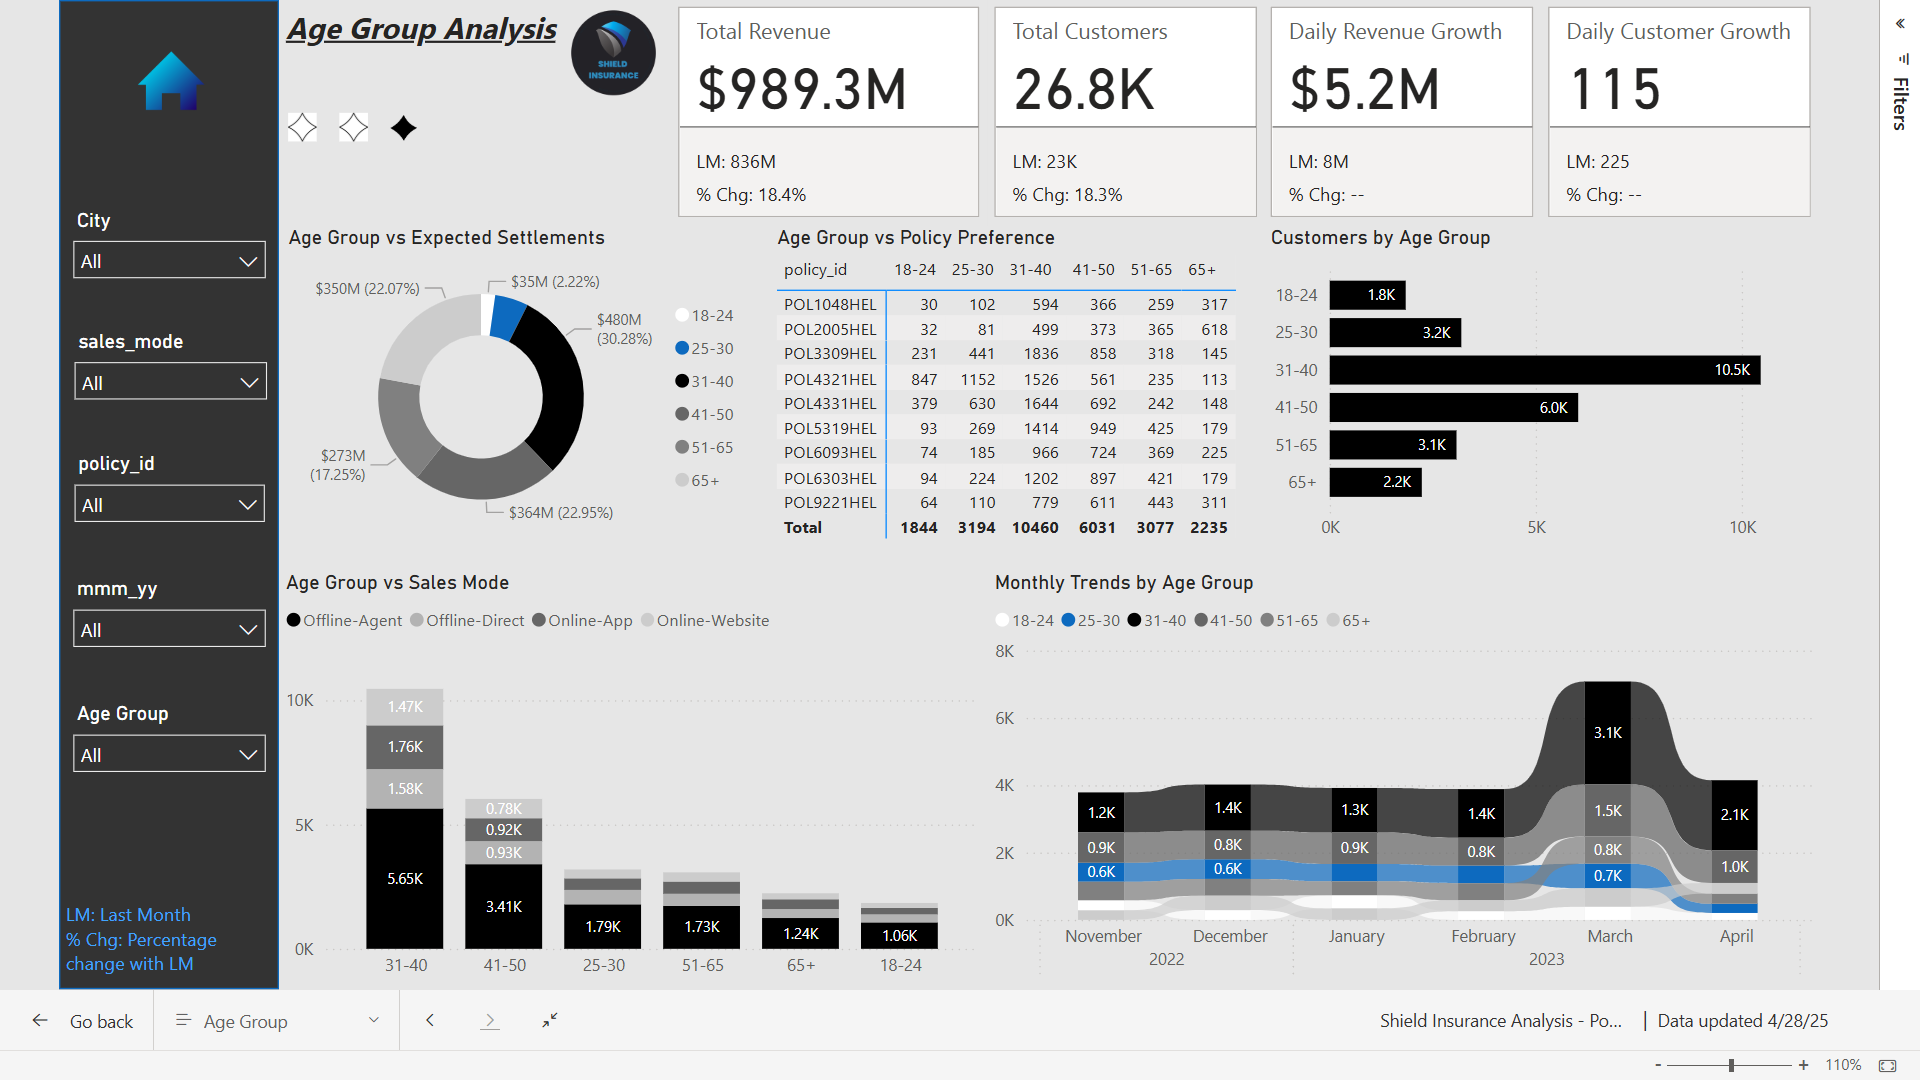 Age Group Analysis
SHIELD
INSURANCE
Total Revenue
$989.3M
LM: 836M
% Chg: 18.4%
Total Customers
26.8K
LM: 23K
% Chg: 18.3%
Daily Revenue Growth
$5.2M
LM: 8M
% Chg: --
Daily Customer Growth
115
LM: 225
% Chg: --
Filters
City
All
sales_mode
All
policy_id
All
mmm_yy
All
Age Group
All
LM: Last Month
% Chg: Percentage
change with LM
Age Group vs Expected Settlements
$350M (22.07%)
$35M (2.22%)
$480M
(30.28%)
$273M
(17.25%)
$364M (22.95%)
18-24
25-30
31-40
41-50
51-65
65+
Age Group vs Policy Preference
policy_id 18-24 25-30 31-40 41-50 51-65 65+
POL1048HEL 30 102 594 366 259 317
POL2005HEL 32 81 499 373 365 618
POL3309HEL 231 441 1836 858 318 145
POL4321HEL 847 1152 1526 561 235 113
POL4331HEL 379 630 1644 692 242 148
POL5319HEL 93 269 1414 949 425 179
POL6093HEL 74 185 966 724 369 225
POL6303HEL 94 224 1202 897 421 179
POL9221HEL 64 110 779 611 443 311
Total 1844 3194 10460 6031 3077 2235
Customers by Age Group
18-24 1.8K
25-30 3.2K
31-40 10.5K
41-50 6.0K
51-65 3.1K
65+ 2.2K
0K 5K 10K
Age Group vs Sales Mode
Offline-Agent Offline-Direct Online-App Online-Website
10K
5K
0K
1.47K
1.76K
1.58K
5.65K
0.78K
0.92K
0.93K
3.41K
1.79K
1.73K
1.24K
1.06K
31-40 41-50 25-30 51-65 65+ 18-24
Monthly Trends by Age Group
18-24 25-30 31-40 41-50 51-65 65+
8K
6K
4K
2K
0K
1.2K
0.9K
0.6K
1.4K
0.8K
0.6K
1.3K
0.9K
1.4K
0.8K
3.1K
1.5K
0.8K
0.7K
2.1K
1.0K
November December January February March April
2022 2023
Go back
Age Group
Shield Insurance Analysis - Po... | Data updated 4/28/25
- + 110%